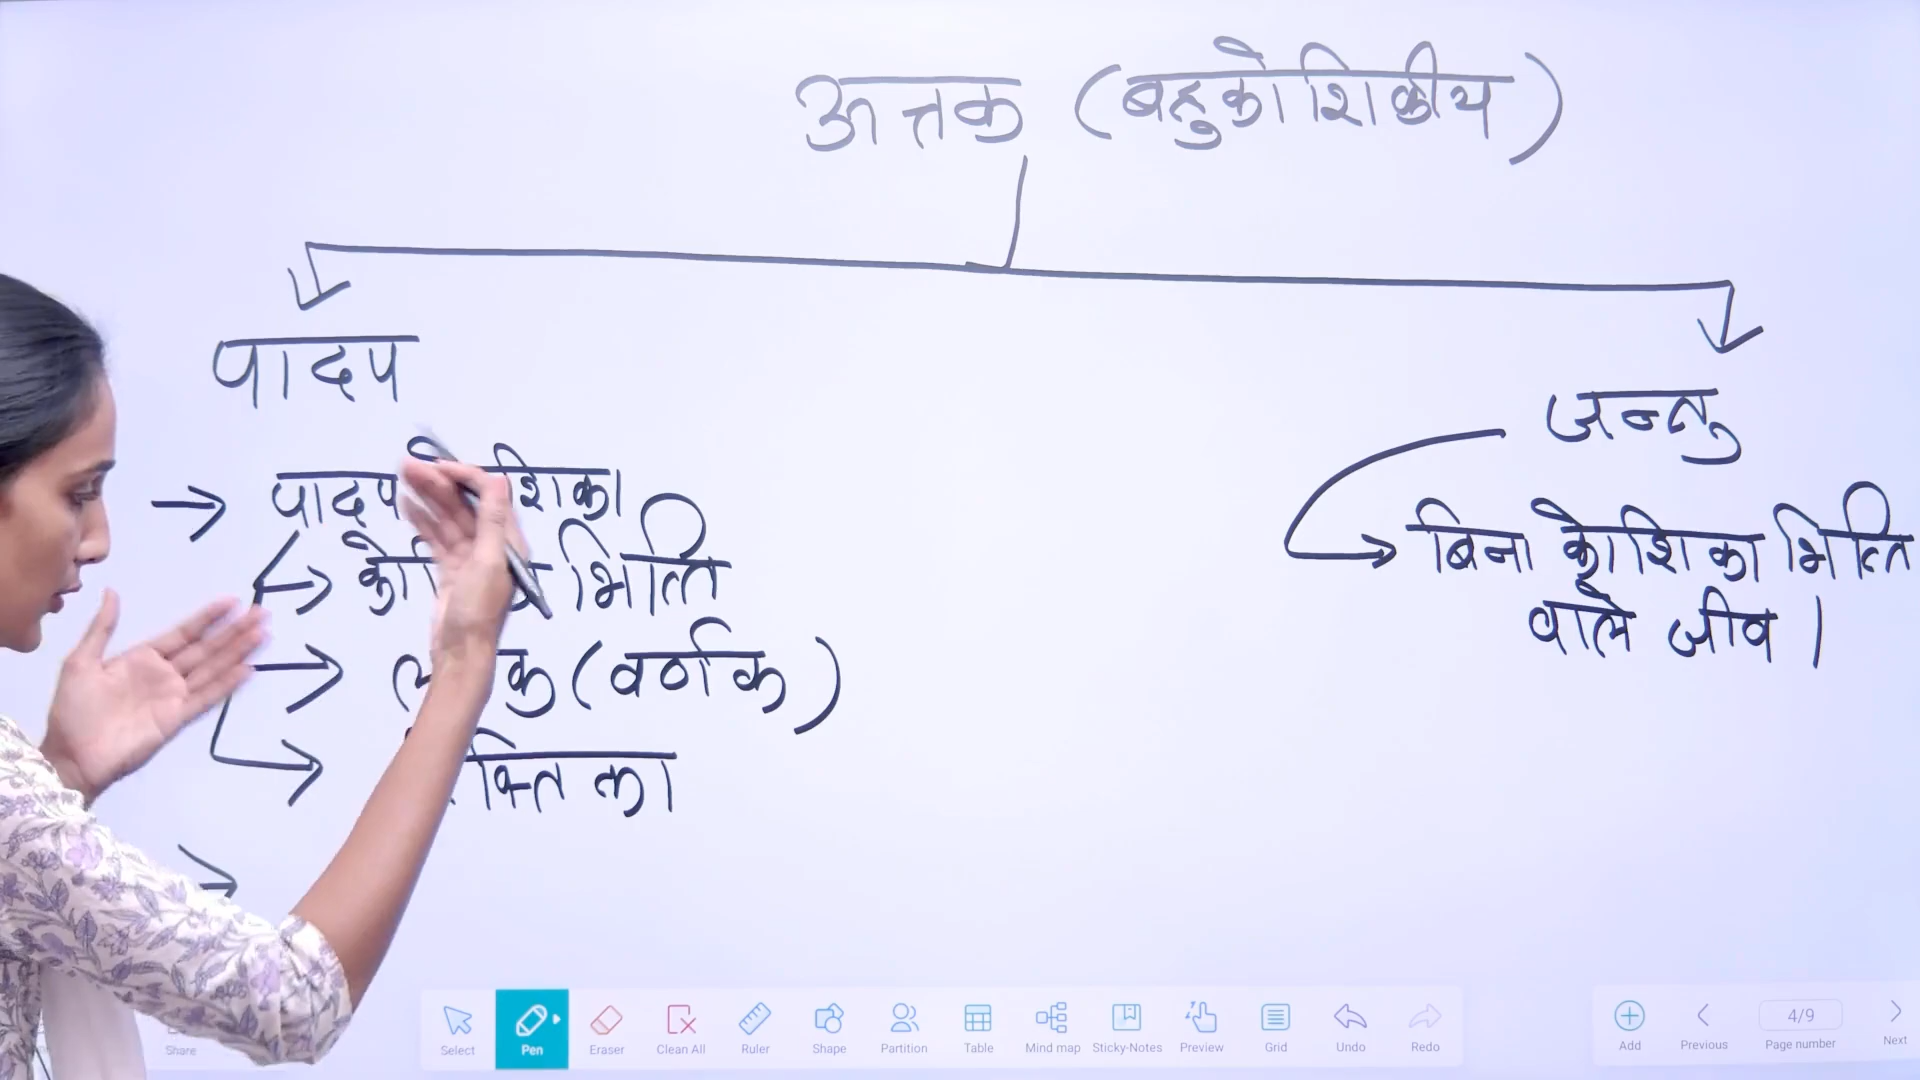 ऊत्तक (बहुकोशिकीय)
पादप
जन्तु
→ पादप
→ भित्ति
→ (वर्णक)
→
→ बिना कोशिका भित्ति
वाले जीव।
→
Share
Select Pen Eraser Clean All Ruler Shape Partition Table Mind map Sticky-Notes Preview Grid Undo Redo
Add Previous 4/9 Page number Next